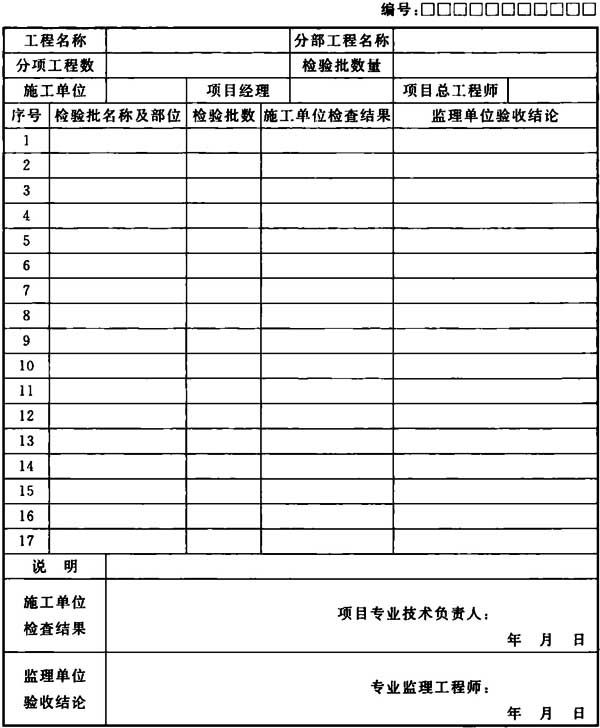 编号:□□□□□□□□□□□
工程名称 分部工程名称
分项工程数 检验批数量
施工单位 项目经理 项目总工程师
序号 检验批名称及部位 检验批数 施工单位检查结果 监理单位验收结论
1
2
3
4
5
6
7
8
9
10
11
12
13
14
15
16
17
说 明
施工单位
检查结果
项目专业技术负责人:
年 月 日
监理单位
验收结论
专业监理工程师:
年 月 日